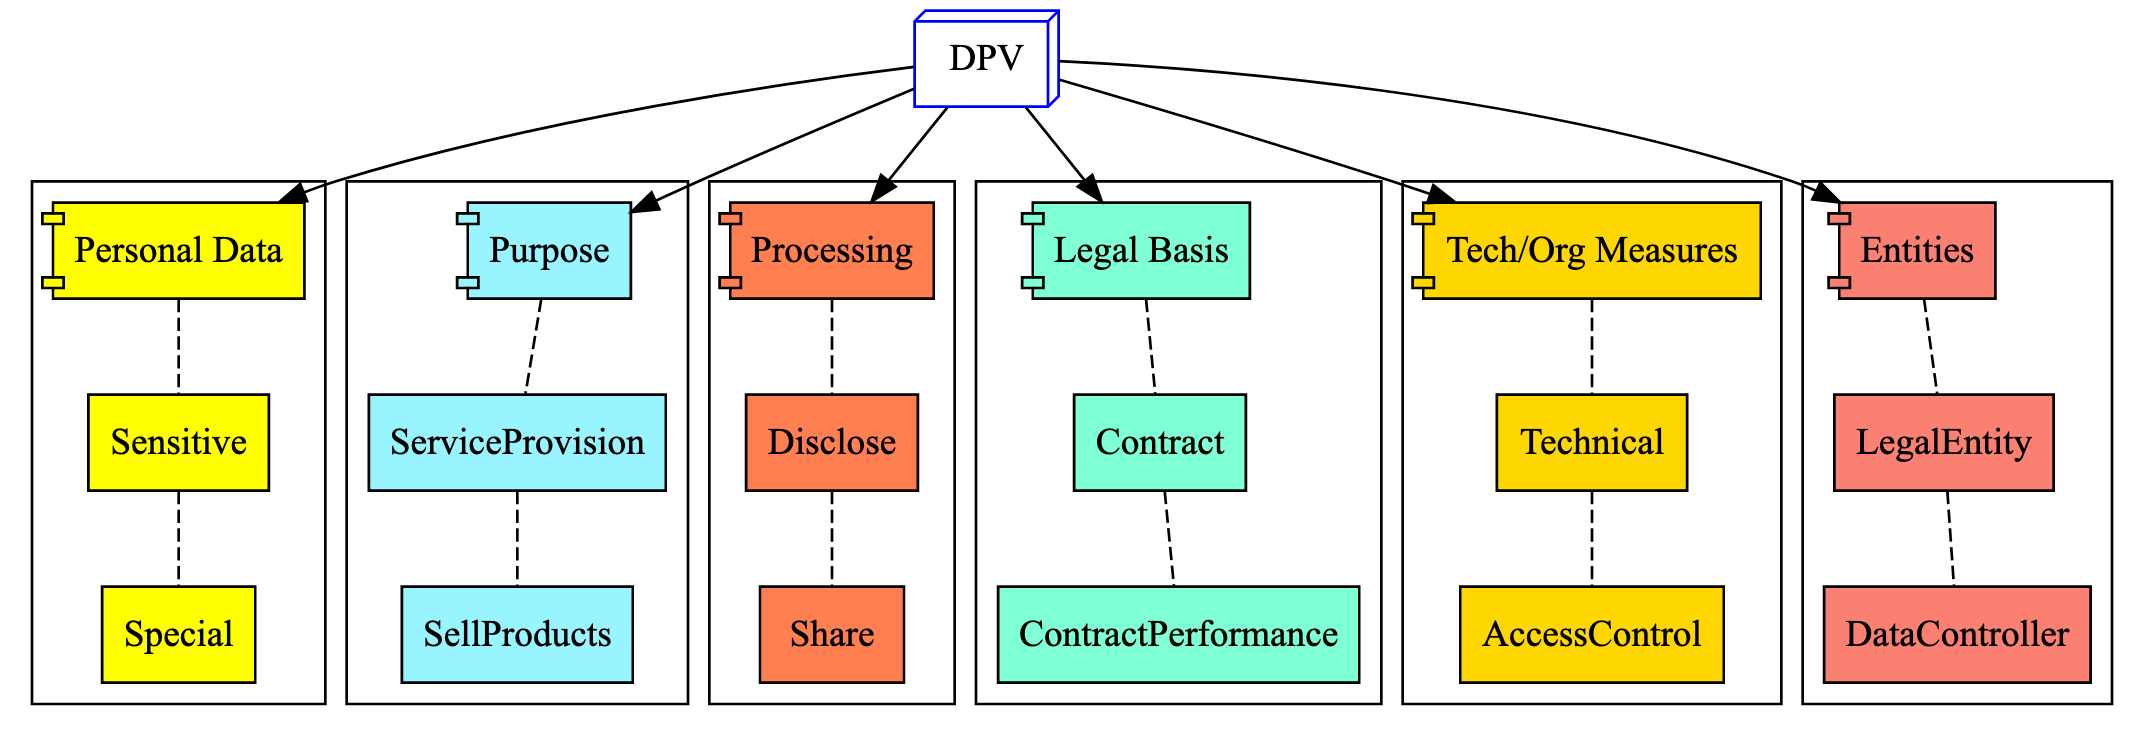 DPV
Personal Data
Purpose
Processing
Legal Basis
Tech/Org Measures
Entities
Sensitive
ServiceProvision
Disclose
Contract
Technical
LegalEntity
Special
SellProducts
Share
ContractPerformance
AccessControl
DataController